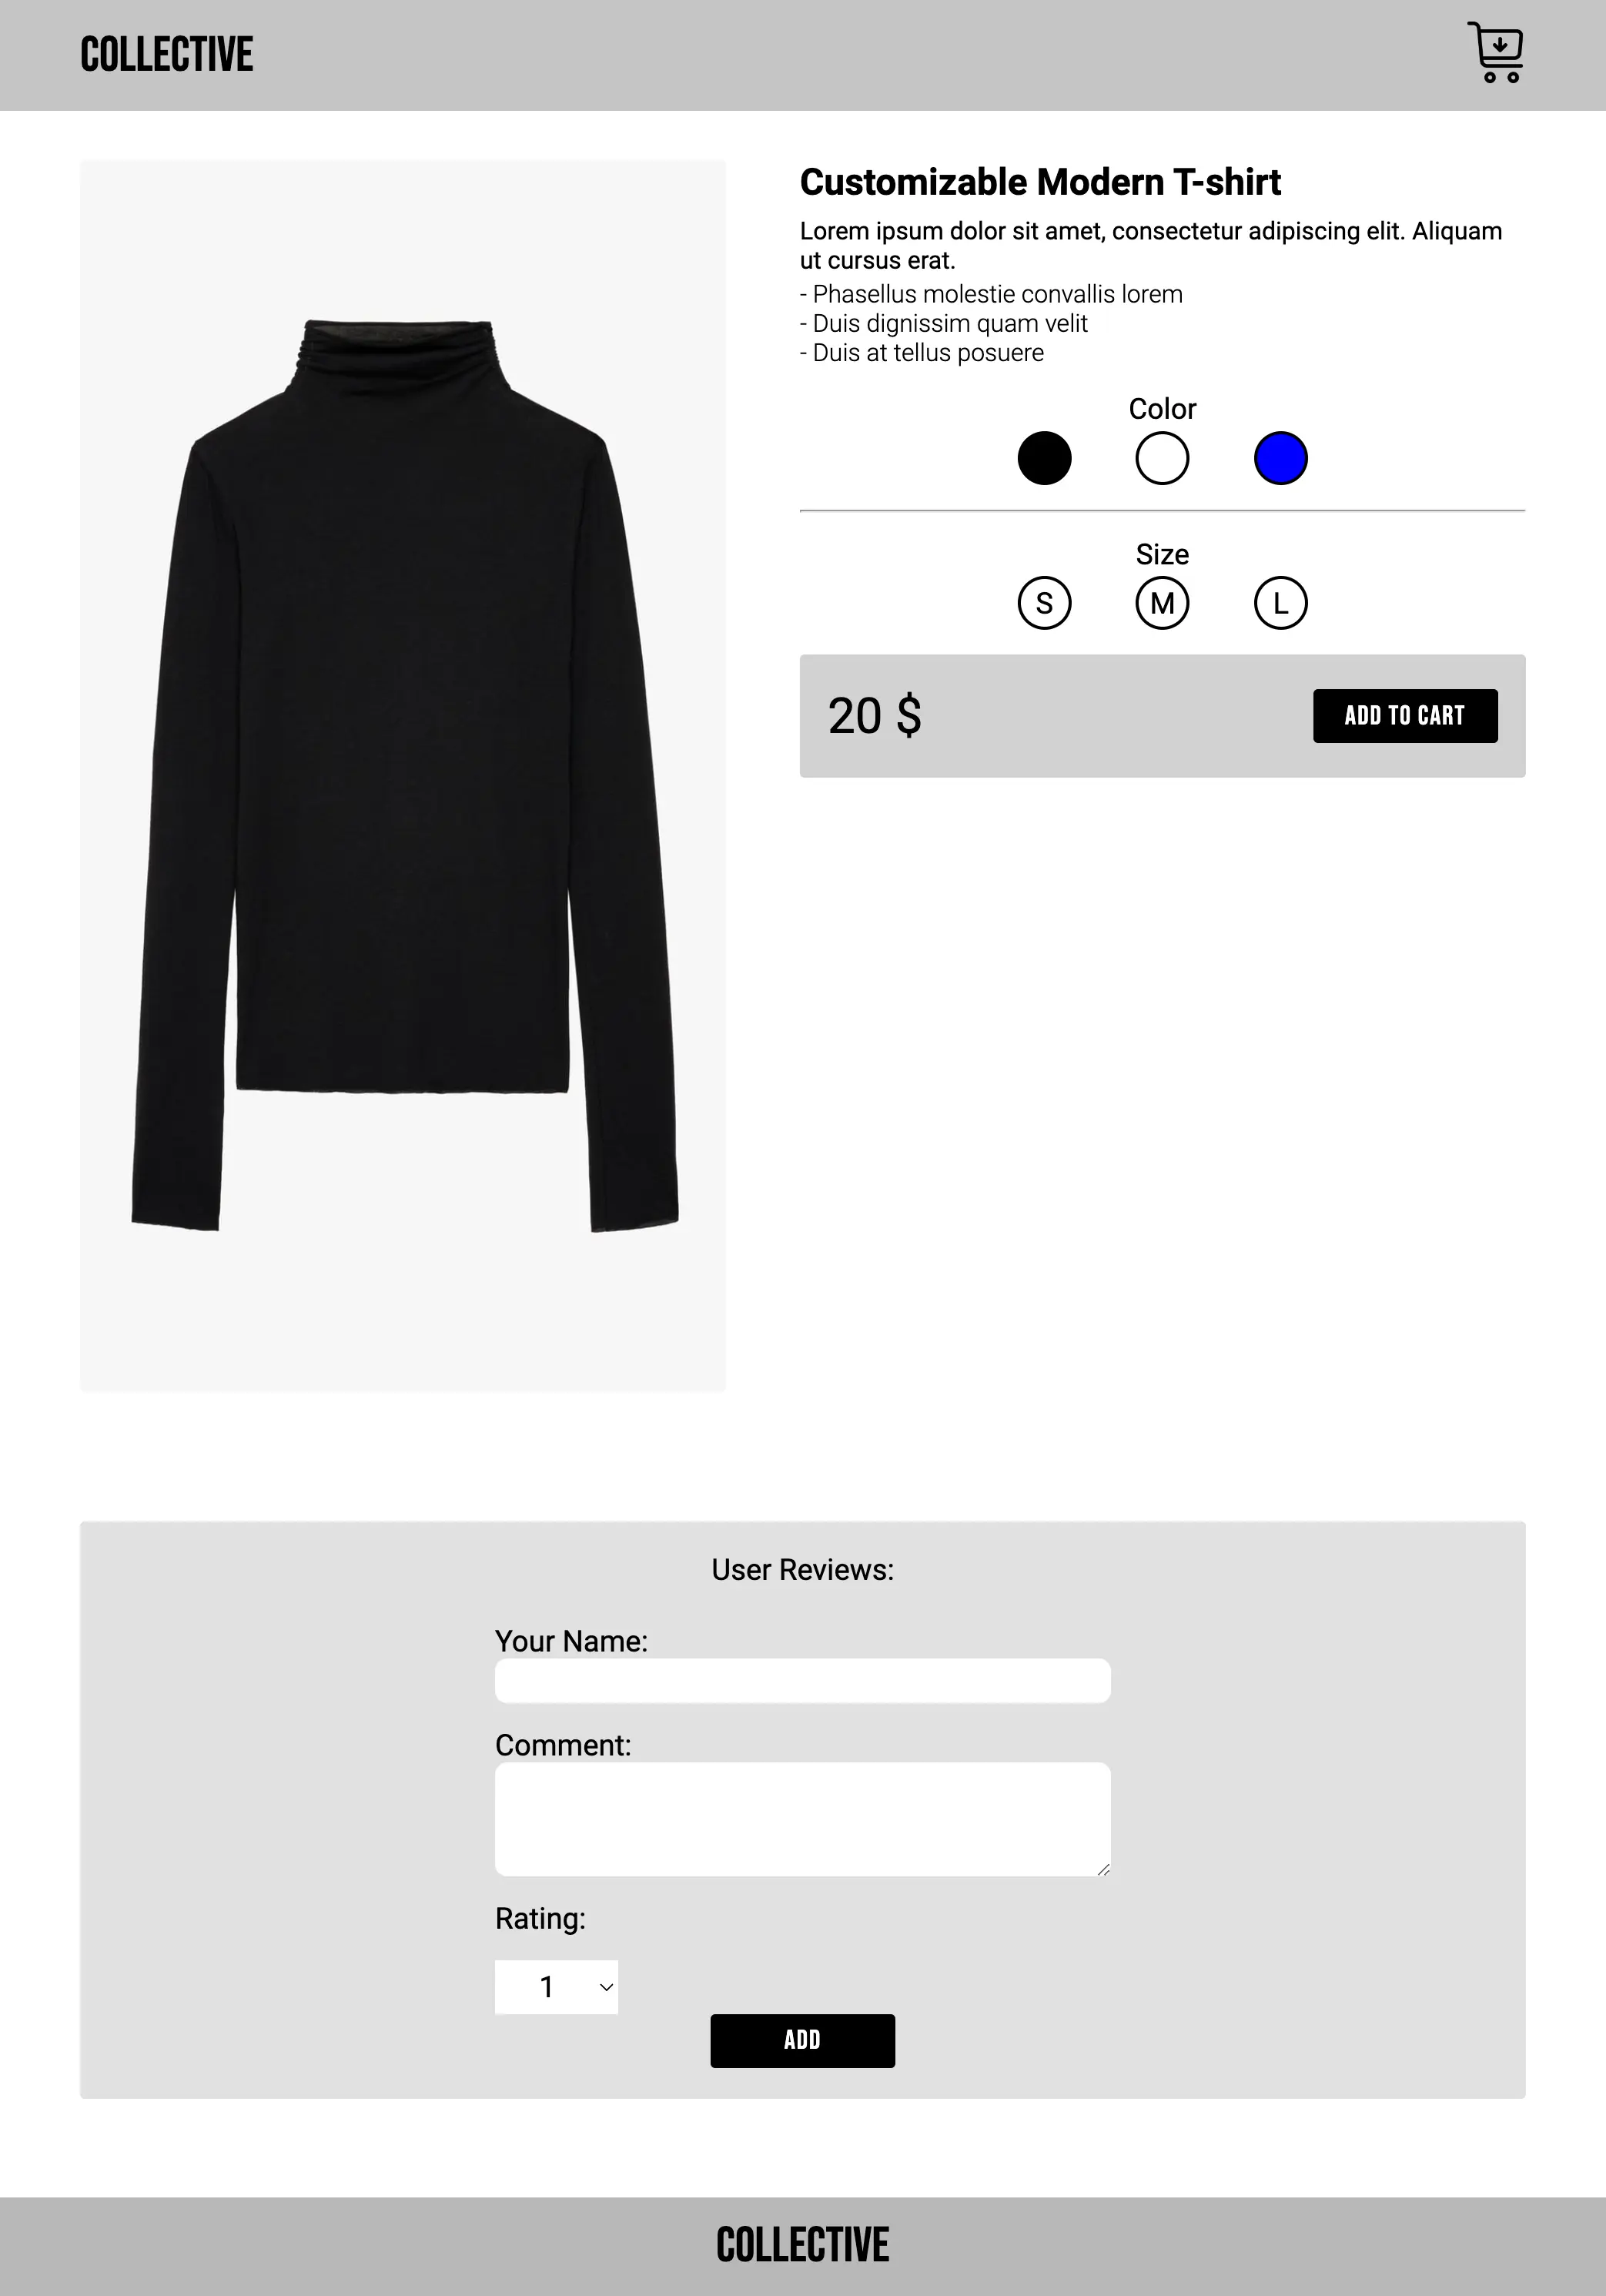 COLLECTIVE
Customizable Modern T-shirt
Lorem ipsum dolor sit amet, consectetur adipiscing elit. Aliquam
ut cursus erat.
- Phasellus molestie convallis lorem
- Duis dignissim quam velit
- Duis at tellus posuere
Color
Size
S M L
20 $ ADD TO CART
User Reviews:
Your Name:
Comment:
Rating:
1
ADD
COLLECTIVE